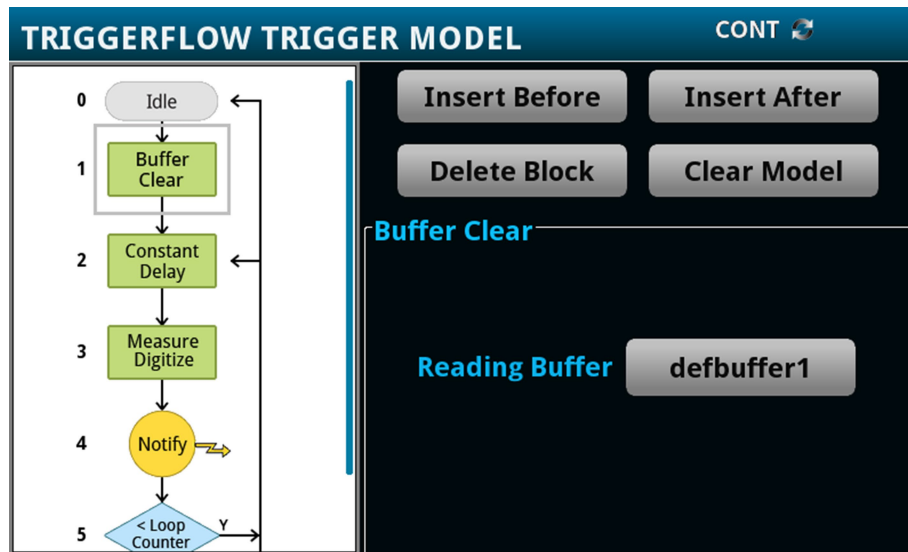 TRIGGERFLOW TRIGGER MODEL
CONT
0 Idle
1 Buffer
Clear
2 Constant
Delay
3 Measure
Digitize
4 Notify
5 < Loop Y
Counter
Insert Before Insert After
Delete Block Clear Model
Buffer Clear
Reading Buffer defbuffer1